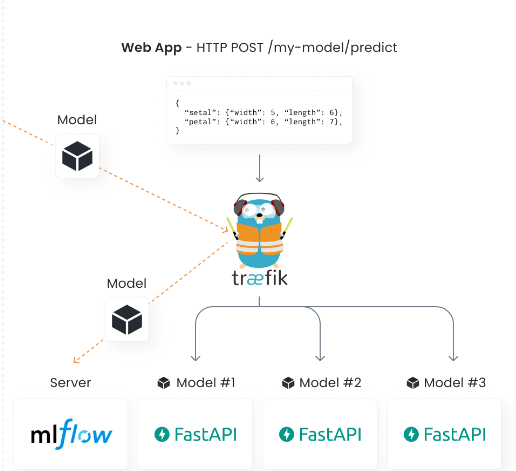 Web App - HTTP POST /my-model/predict
{
“setal”: {“width”: 5, “length”: 6},
“petal”: {“width”: 6, “length”: 7},
}
Model
træfik
Model
Server
Model #1
Model #2
Model #3
mlflow
FastAPI
FastAPI
FastAPI